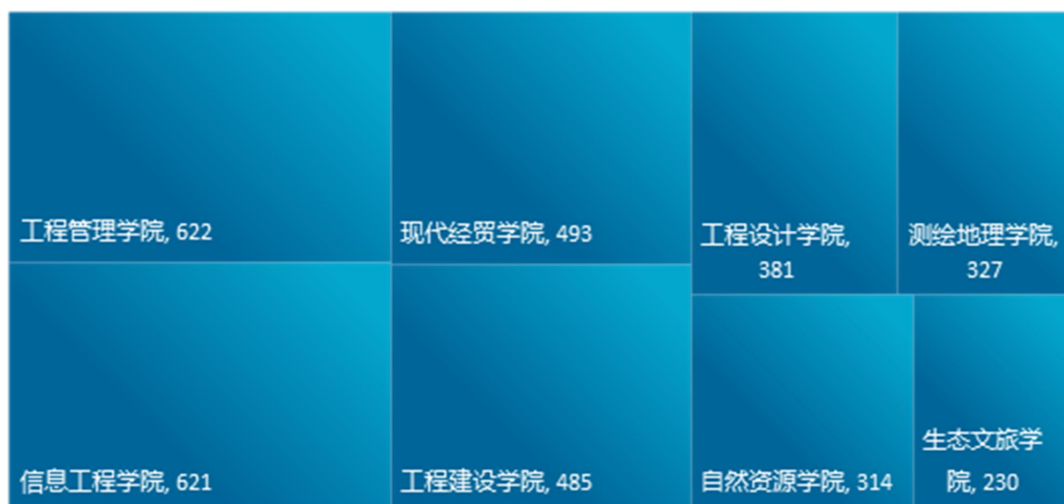 工程管理学院, 622
现代经贸学院, 493
工程设计学院,
381
测绘地理学院,
327
信息工程学院, 621
工程建设学院, 485
自然资源学院, 314
生态文旅学
院, 230